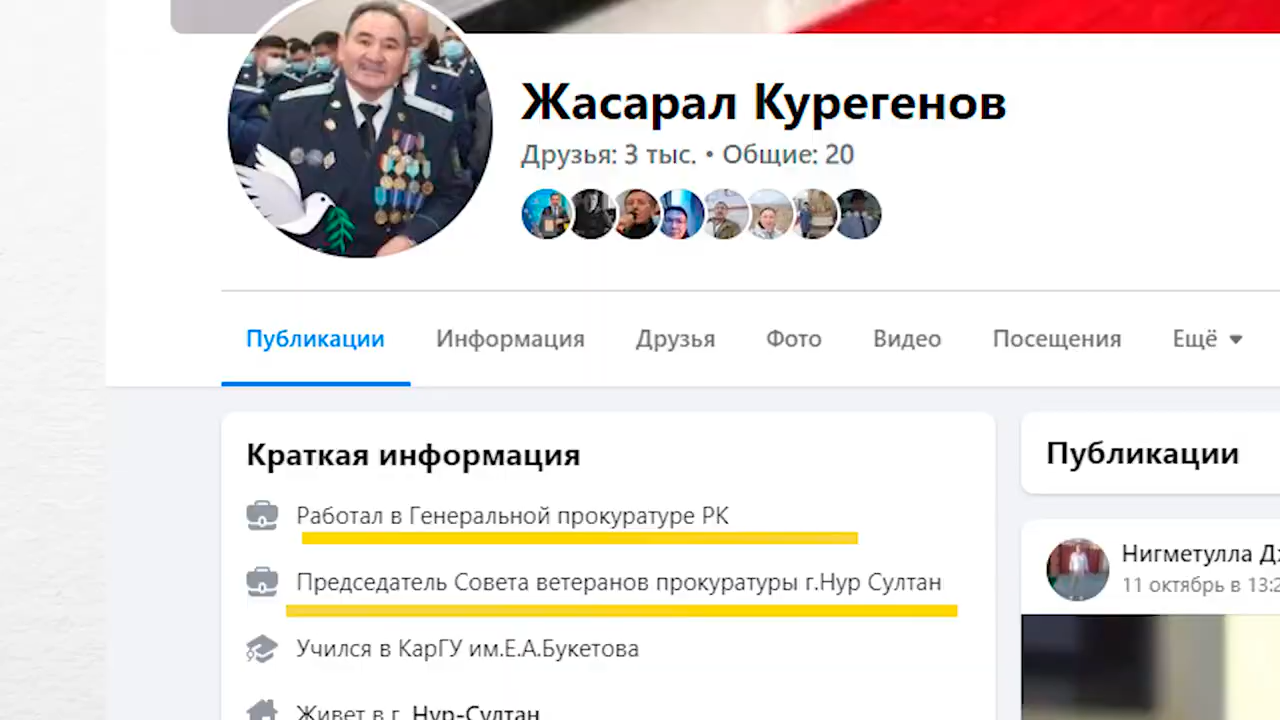 Жасарал Курегенов
Друзья: 3 тыс. • Общие: 20
Публикации Информация Друзья Фото Видео Посещения Ещё
Краткая информация
Работал в Генеральной прокуратуре РК
Председатель Совета ветеранов прокуратуры г.Нур Султан
Учился в КарГУ им.Е.А.Букетова
Живет в г. Нур-Султан
Публикации
Нигметулла
11 октябрь в 13:2